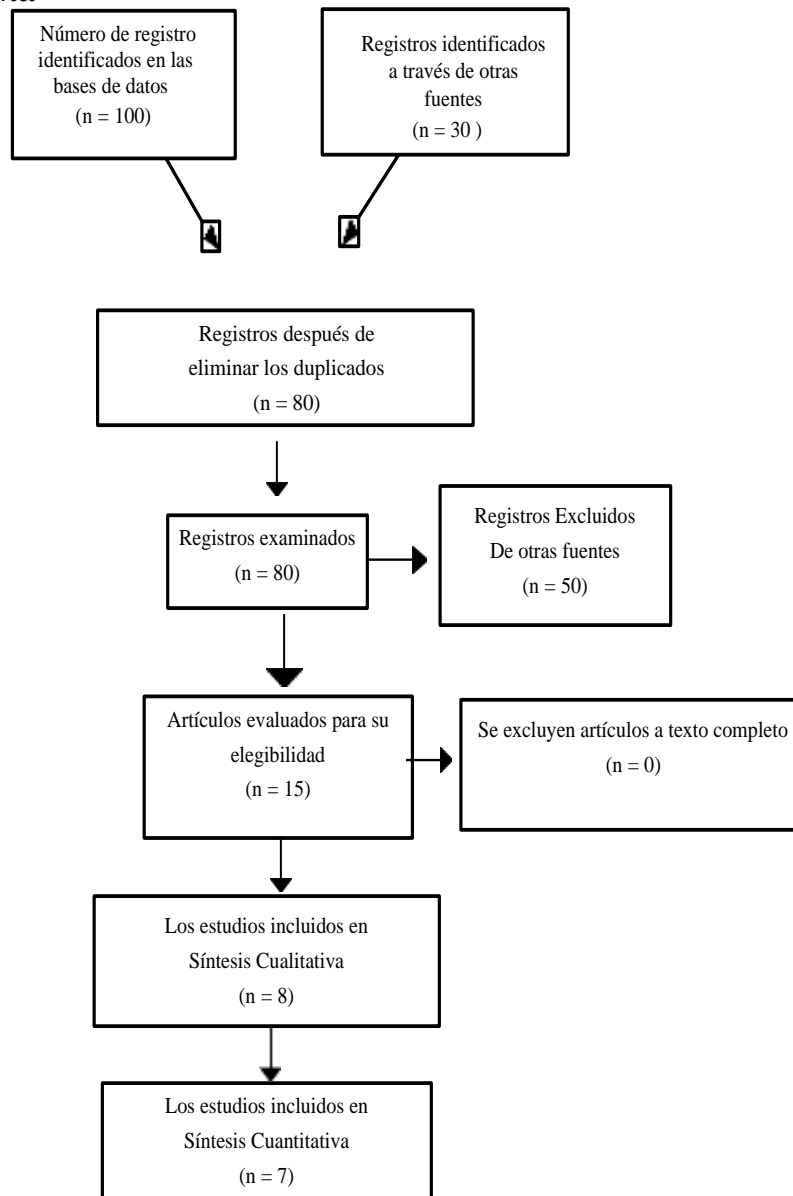 Número de registro
identificados en las
bases de datos
(n = 100)
Registros identificados
a través de otras
fuentes
(n = 30 )
Registros después de
eliminar los duplicados
(n = 80)
Registros examinados
(n = 80)
Registros Excluidos
De otras fuentes
(n = 50)
Artículos evaluados para su
elegibilidad
(n = 15)
Se excluyen artículos a texto completo
(n = 0)
Los estudios incluidos en
Síntesis Cualitativa
(n = 8)
Los estudios incluidos en
Síntesis Cuantitativa
(n = 7)